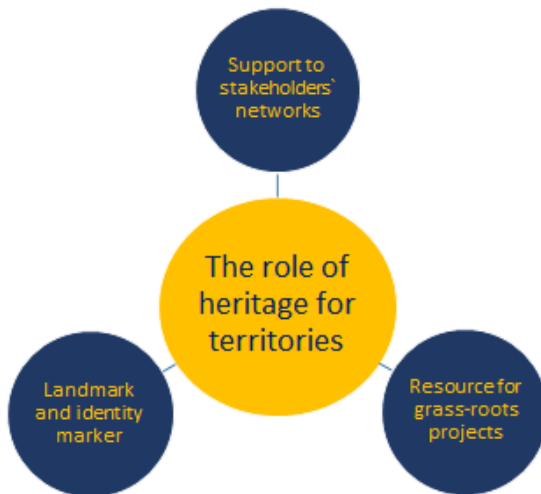 Support to
stakeholders`
networks
The role of
heritage for
territories
Landmark
and identity
marker
Resource for
grass-roots
projects